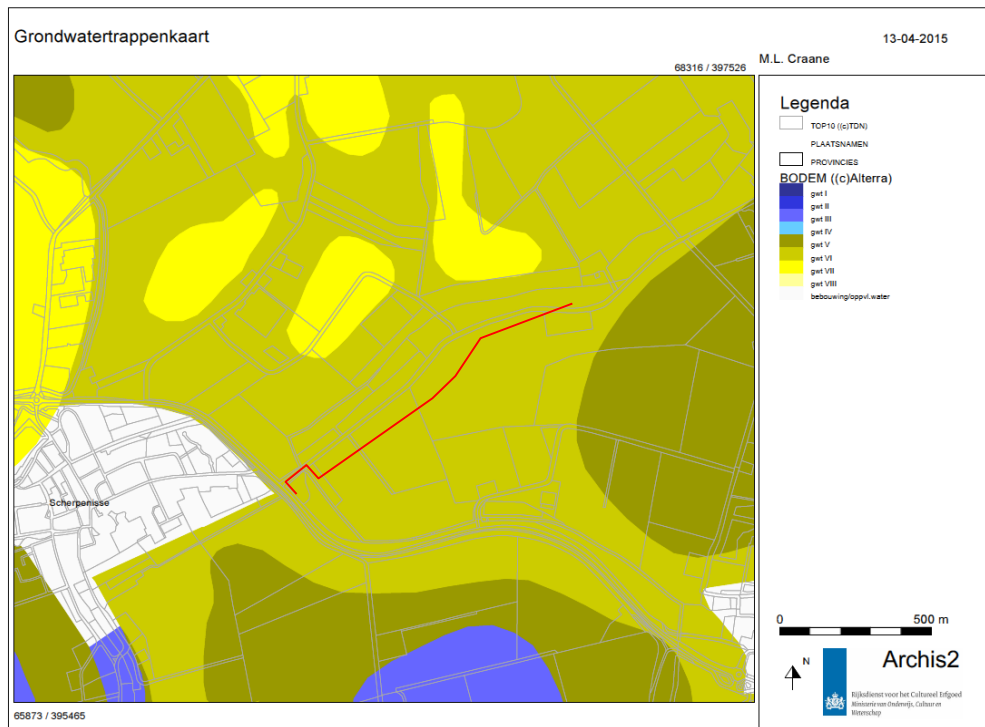 Grondwatertrappenkaart
13-04-2015
M.L. Craane
68316 / 397526
Legenda
TOP10 ((c)TDN)
PLAATSNAMEN
PROVINCIES
BODEM ((c)Alterra)
gwt I
gwt II
gwt III
gwt IV
gwt V
gwt VI
gwt VII
gwt VIII
bebouwing/oppvl.water
Scherpenisse
0 500 m
N
Archis2
Rijksdienst voor het Cultureel Erfgoed
Ministerie van Onderwijs, Cultuur en
Wetenschap
65873 / 395465